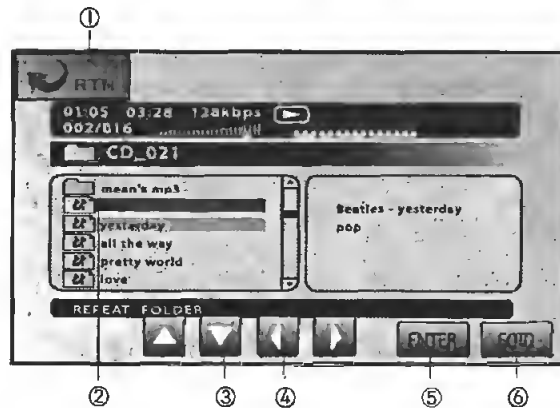 ①
RTN
01:05 03:28 128kbps
002/016
CD_021
mean's mp3
yesterday
all the way
pretty world
love
Beatles - yesterday
pop
REPEAT FOLDER
ENTER
② ③ ④ ⑤ ⑥